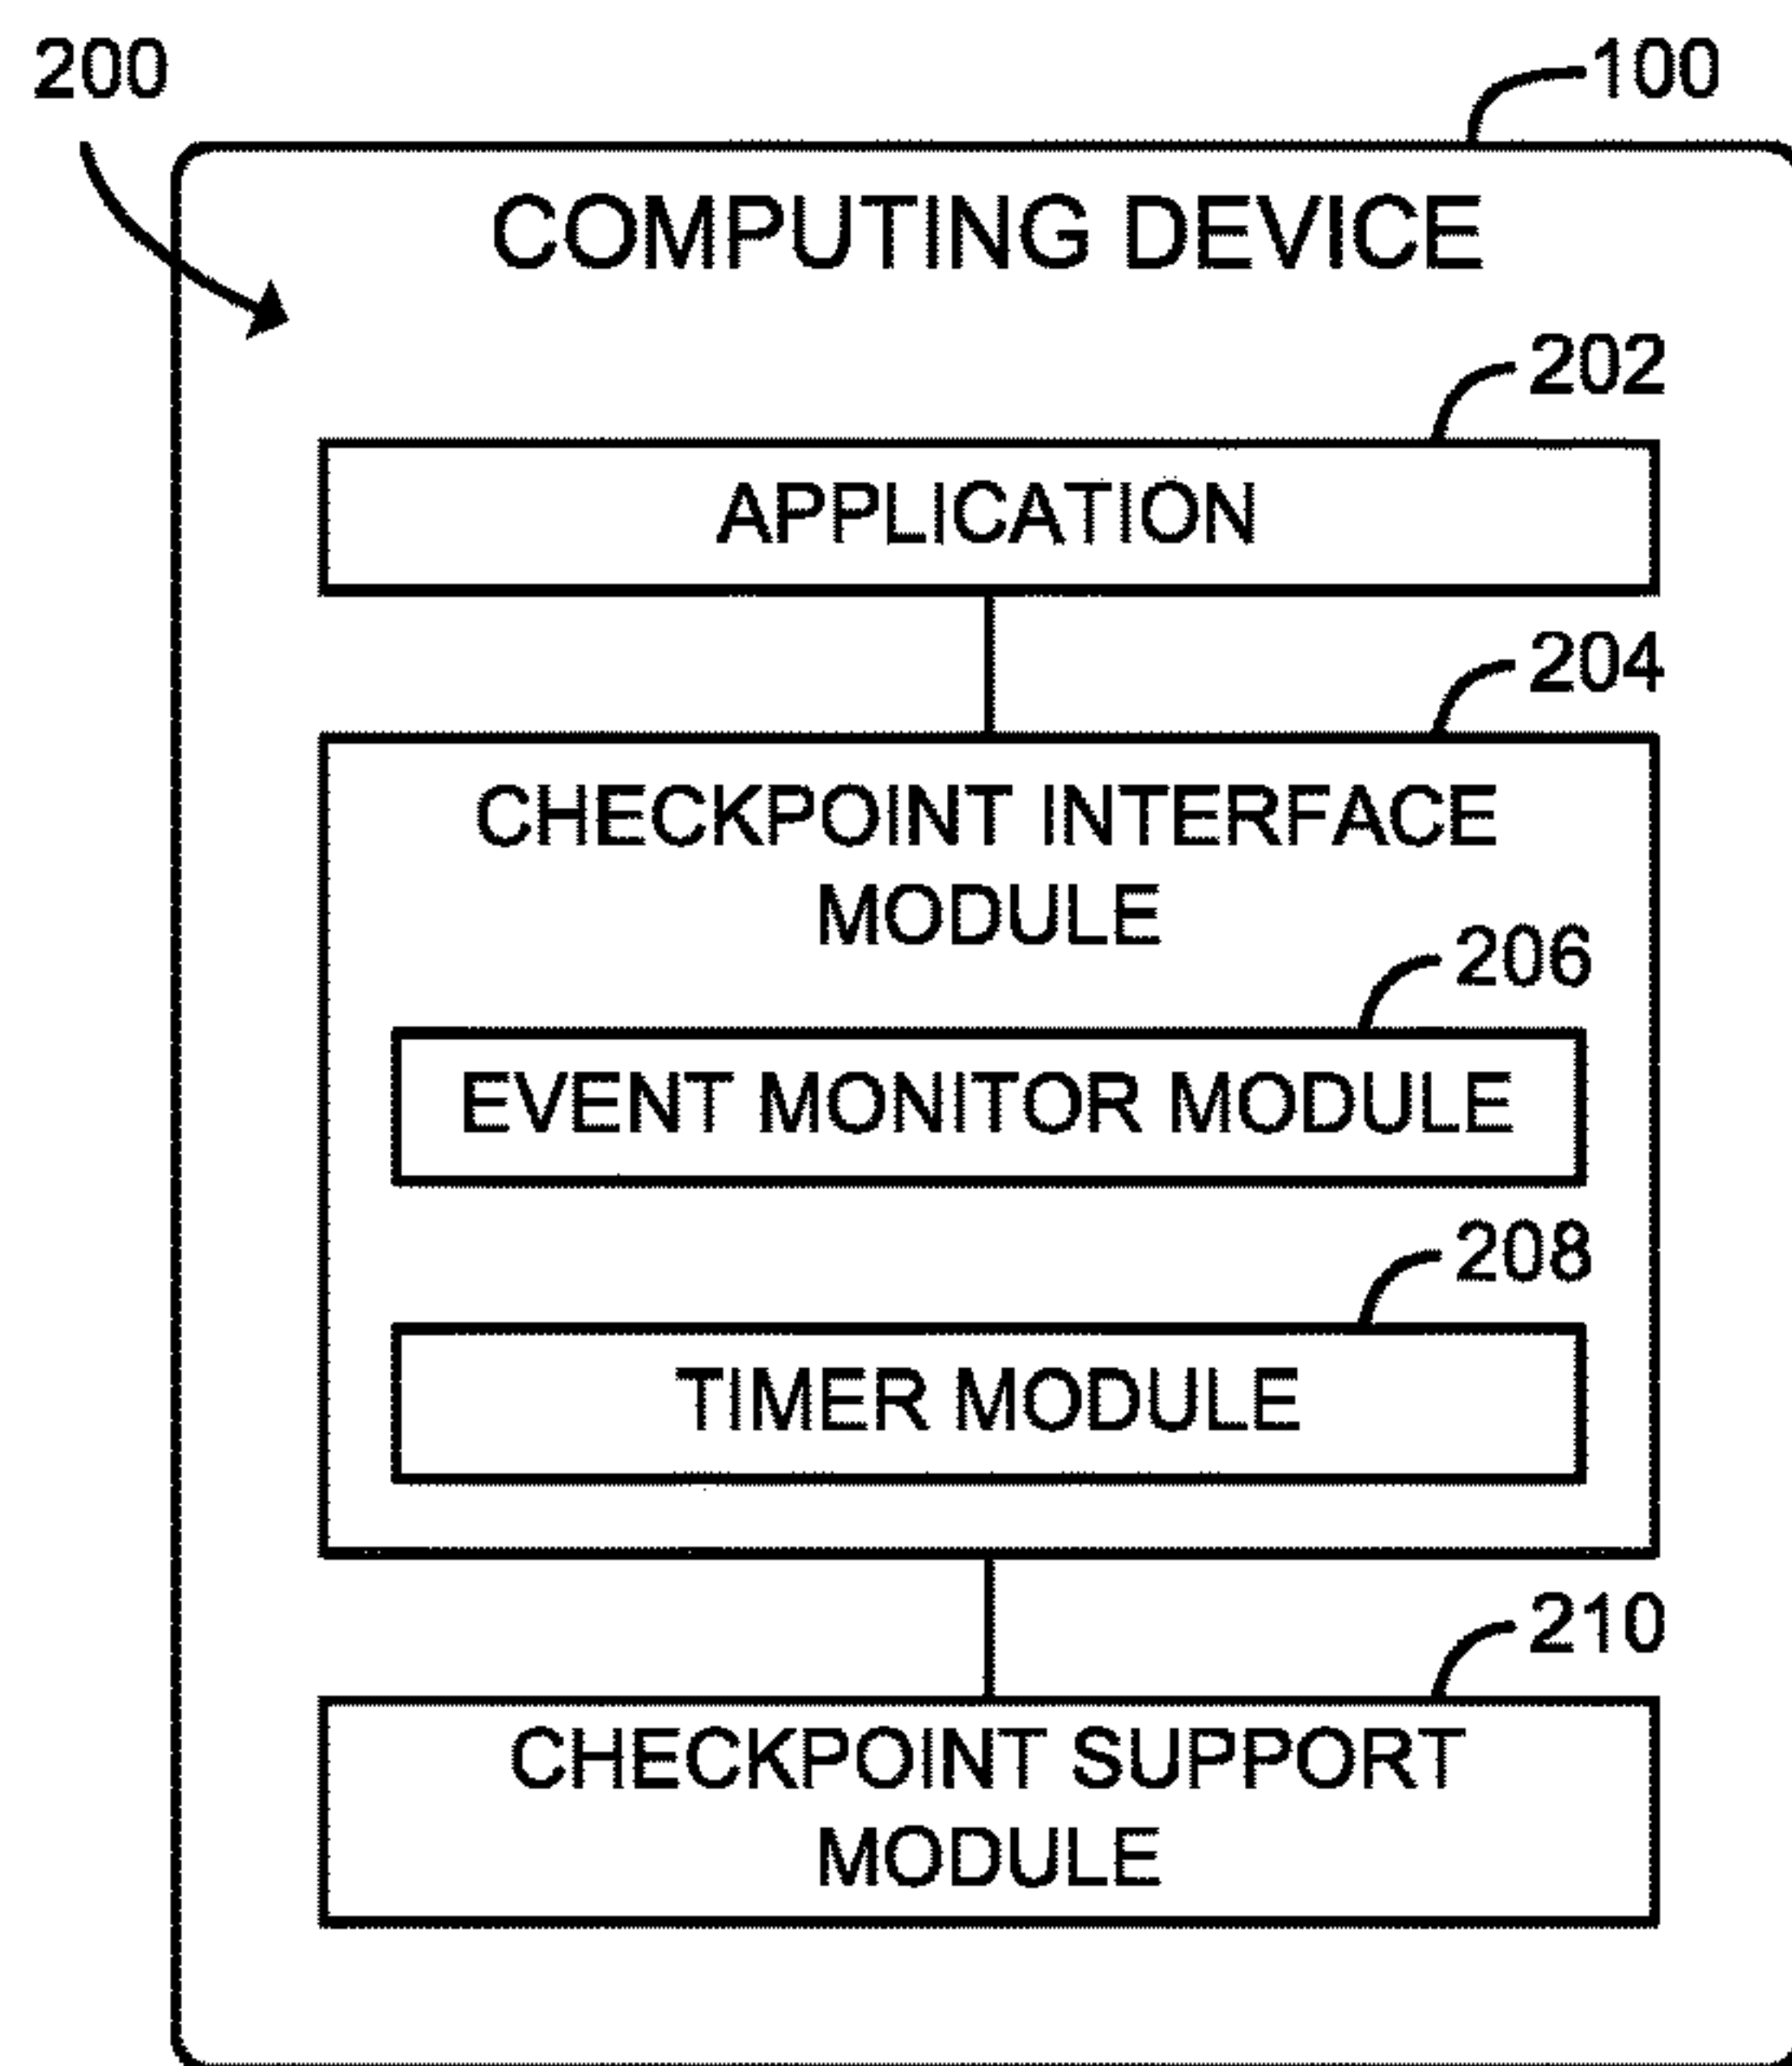 200
100
COMPUTING DEVICE
202
APPLICATION
204
CHECKPOINT INTERFACE
MODULE
206
EVENT MONITOR MODULE
208
TIMER MODULE
210
CHECKPOINT SUPPORT
MODULE